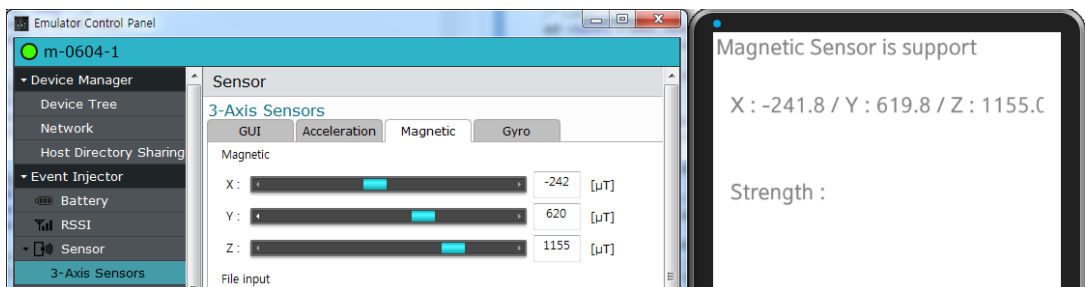 Emulator Control Panel
m-0604-1
Device Manager
Device Tree
Network
Host Directory Sharing
Event Injector
Battery
RSSI
Sensor
3-Axis Sensors
Sensor
3-Axis Sensors
GUI Acceleration Magnetic Gyro
Magnetic
X : -242 [µT]
Y : 620 [µT]
Z : 1155 [µT]
File input
Magnetic Sensor is support
X : -241.8 / Y : 619.8 / Z : 1155.0
Strength :